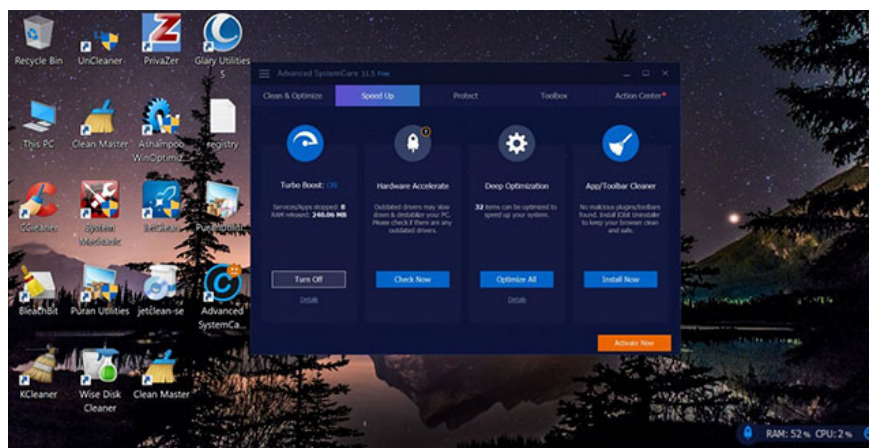 Recycle Bin
UnCleaner
PrivaZer
Glary Utilities
5
This PC
Clean Master
Ashampoo
WinOptimiz...
registry
CCleaner
System
Mechanic
JetClean
BleachBit
Puran Utilities
jetclean-se
Advanced
SystemCa...
KCleaner
Wise Disk
Cleaner
Clean Master
Advanced SystemCare 11.5 Free
Clean & Optimize
Speed Up
Protect
Toolbox
Action Center
Turbo Boost: ON
Services/Apps stopped: 8
RAM released: 240.06 MB
Turn Off
Details
Hardware Accelerate
Outdated drivers may slow
down & destabilize your PC.
Please check if there are any
outdated drivers.
Check Now
Deep Optimization
32 items can be optimized to
speed up your system.
Optimize All
Details
App/Toolbar Cleaner
No malicious plugins/toolbars
found. Install IObit Uninstaller
to keep your browser clean
and safe.
Install Now
Activate Now
RAM: 52% CPU: 2%